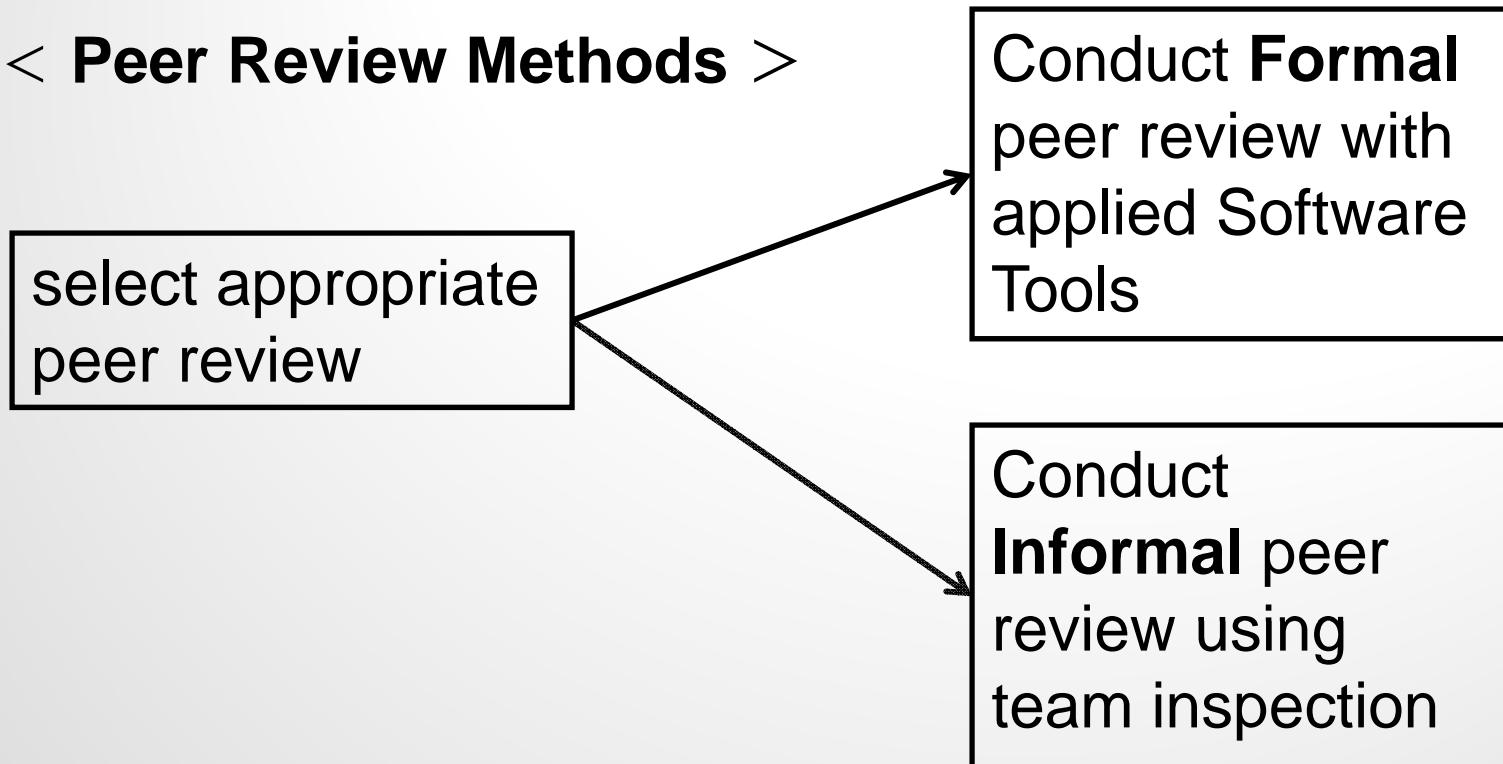 < Peer Review Methods >
select appropriate
peer review
Conduct Formal
peer review with
applied Software
Tools
Conduct
Informal peer
review using
team inspection